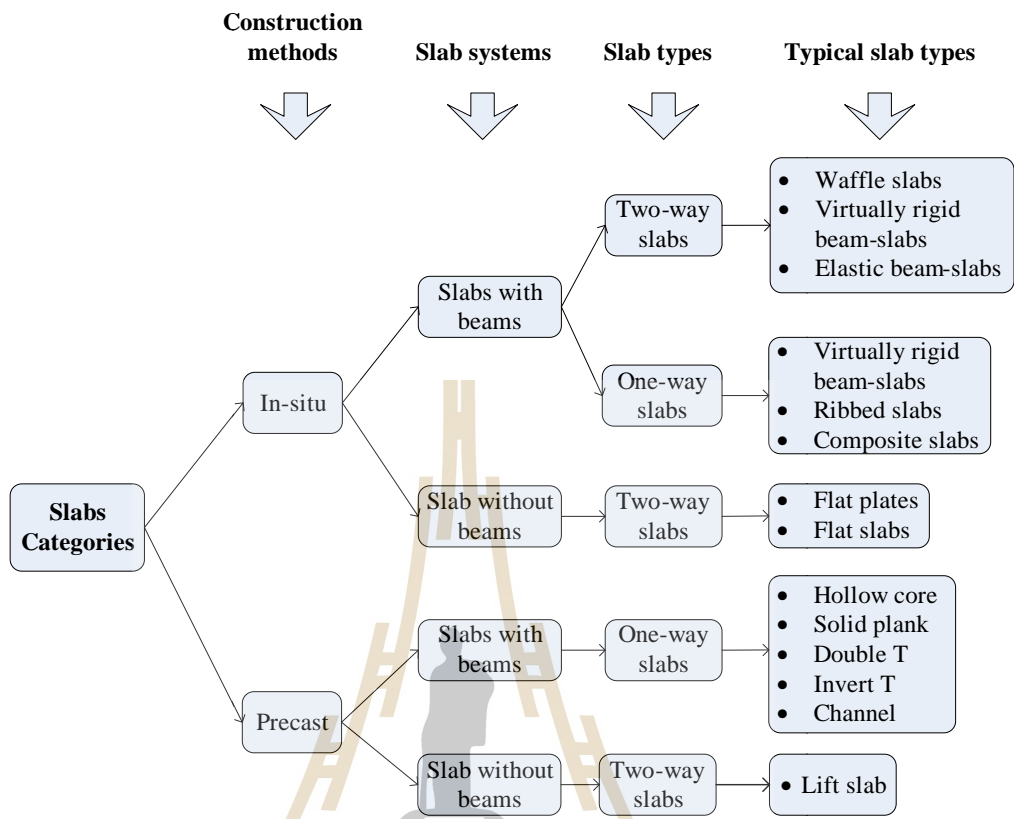 Construction
methods
Slab systems
Slab types
Typical slab types
Slabs
Categories
In-situ
Slabs with
beams
Two-way
slabs
• Waffle slabs
• Virtually rigid
beam-slabs
• Elastic beam-slabs
One-way
slabs
• Virtually rigid
beam-slabs
• Ribbed slabs
• Composite slabs
Slab without
beams
Two-way
slabs
• Flat plates
• Flat slabs
Precast
Slabs with
beams
One-way
slabs
• Hollow core
• Solid plank
• Double T
• Invert T
• Channel
Slab without
beams
Two-way
slabs
• Lift slab